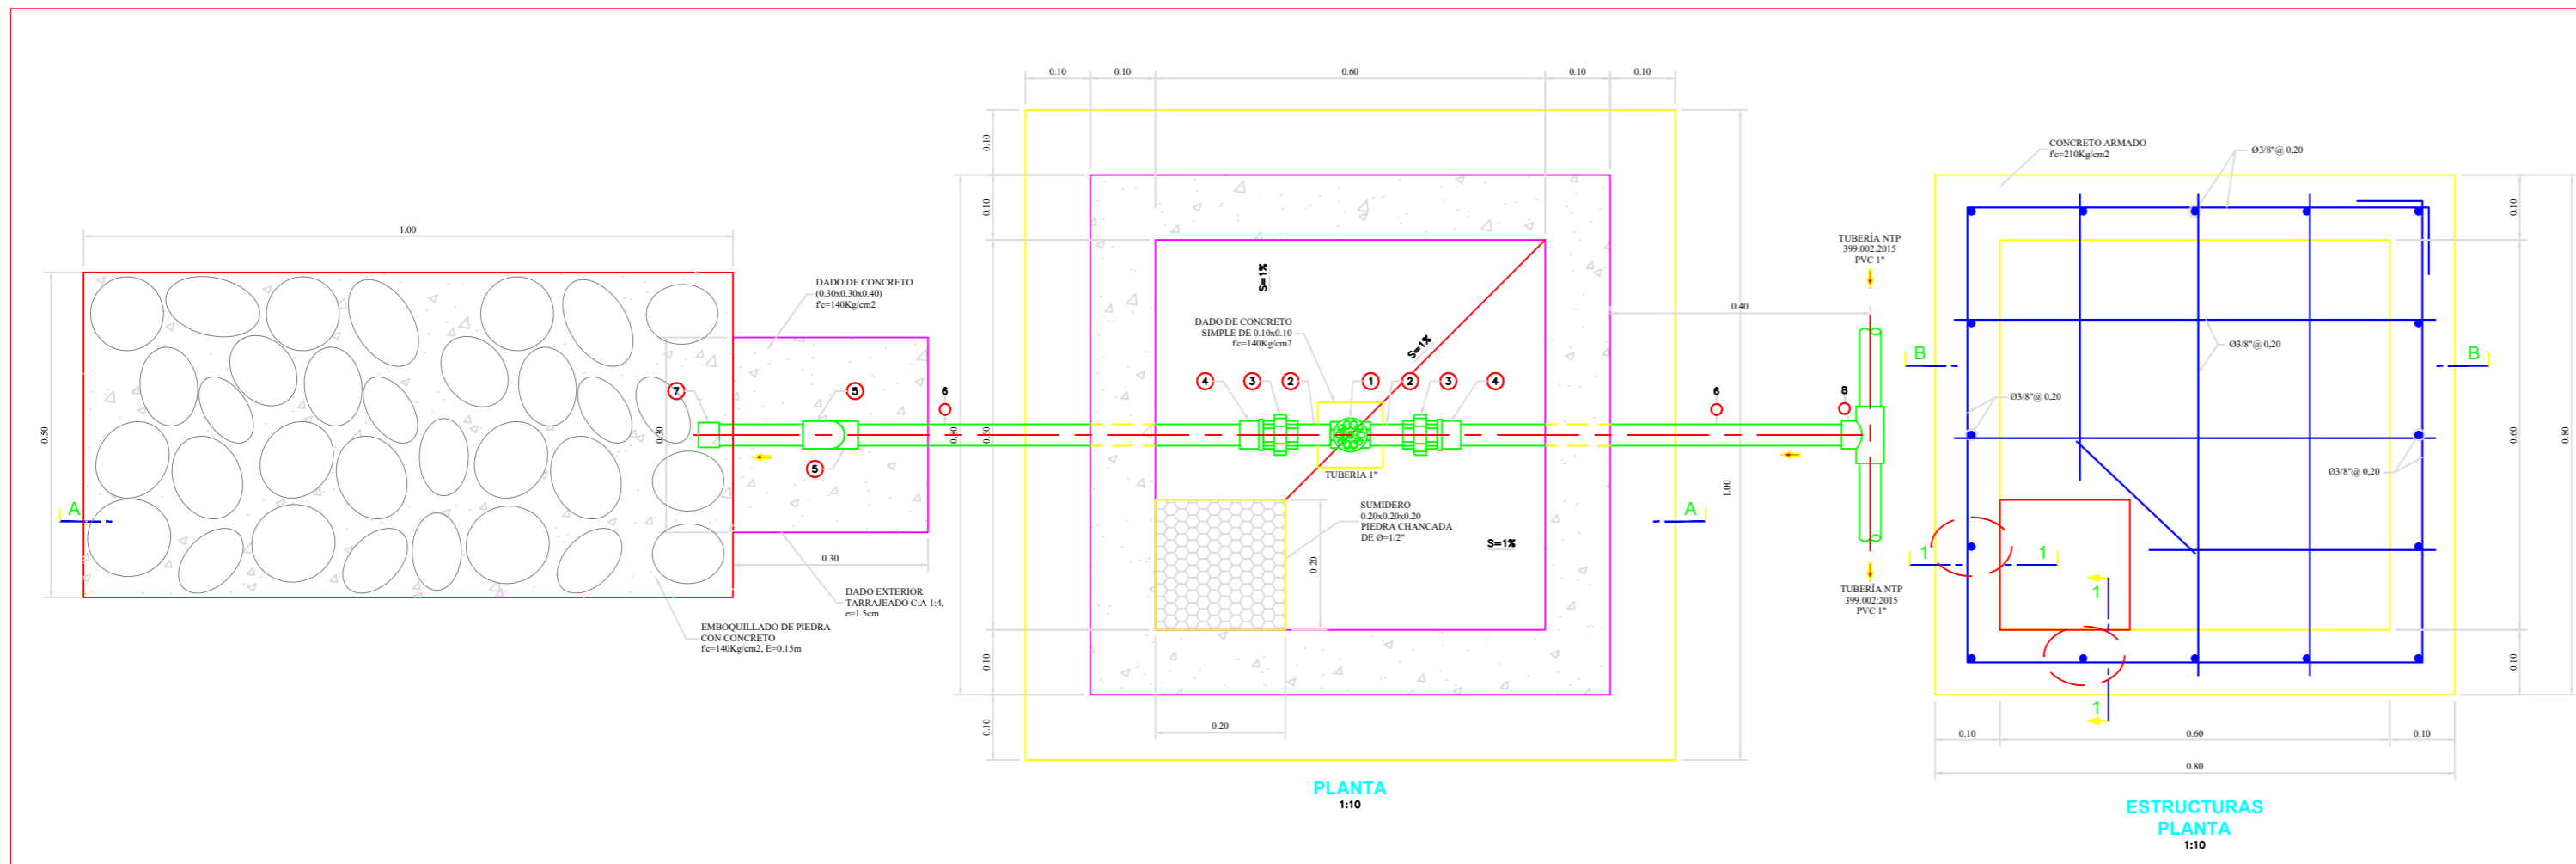 0.10
0.10
0.60
0.10
0.10
0.10
0.10
0.80
0.60
0.10
0.10
1.00
1.00
0.50
DADO DE CONCRETO
(0.30x0.30x0.40)
f'c=140Kg/cm2
0.30
0.30
DADO EXTERIOR
TARRAJEADO C:A 1:4,
e=1.5cm
EMBOQUILLADO DE PIEDRA
CON CONCRETO
f'c=140Kg/cm2, E=0.15m
A
A
7
5
5
6
S=1%
DADO DE CONCRETO
SIMPLE DE 0.10x0.10
f'c=140Kg/cm2
S=1%
4
3
2
1
2
3
4
TUBERIA 1"
SUMIDERO
0.20x0.20x0.20
PIEDRA CHANCADA
DE Ø=1/2"
S=1%
0.20
0.20
6
8
0.40
TUBERÍA NTP
399.002:2015
PVC 1"
TUBERÍA NTP
399.002:2015
PVC 1"
PLANTA
1:10
CONCRETO ARMADO
f'c=210Kg/cm2
Ø3/8"@ 0,20
Ø3/8"@ 0,20
Ø3/8"@ 0,20
Ø3/8"@ 0,20
B
B
1
1
1
1
0.10
0.60
0.10
0.80
0.10
0.60
0.10
0.80
ESTRUCTURAS
PLANTA
1:10